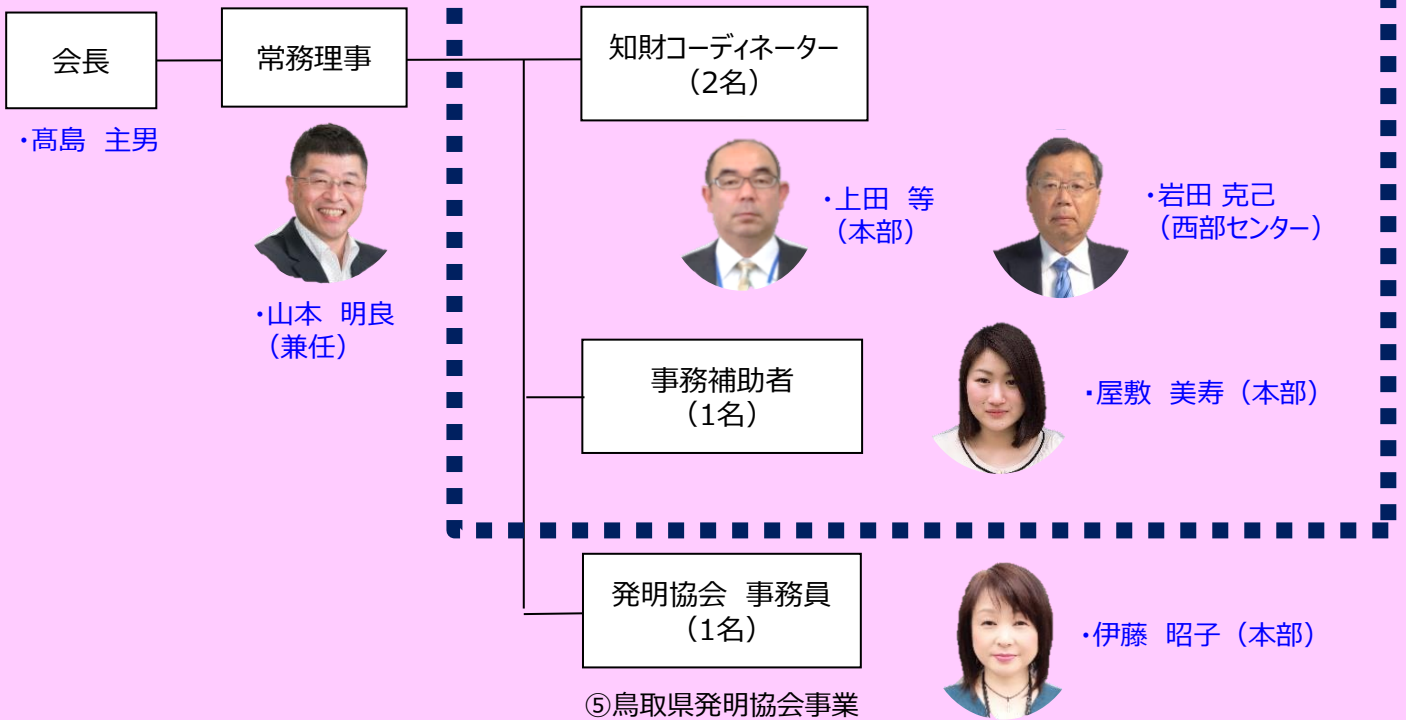 会長
・髙島　主男
常務理事
・山本　明良
（兼任）
知財コーディネーター
（2名）
・上田　等
（本部）
・岩田 克己
（西部センター）
事務補助者
（1名）
・屋敷　美寿（本部）
発明協会　事務員
（1名）
・伊藤　昭子（本部）
⑤鳥取県発明協会事業